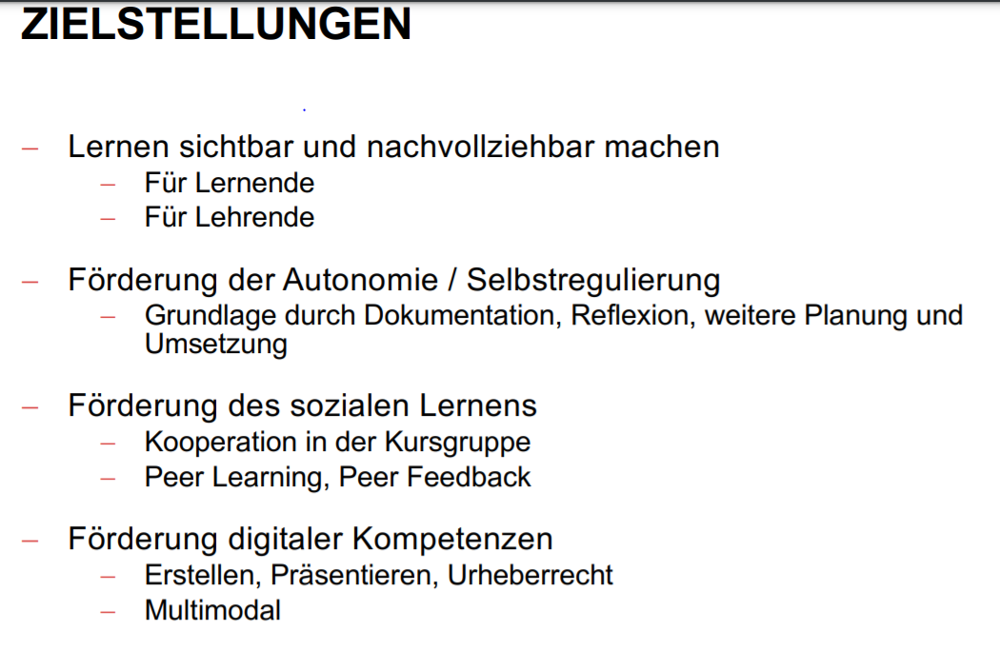 ZIELSTELLUNGEN
– Lernen sichtbar und nachvollziehbar machen
– Für Lernende
– Für Lehrende
– Förderung der Autonomie / Selbstregulierung
– Grundlage durch Dokumentation, Reflexion, weitere Planung und
Umsetzung
– Förderung des sozialen Lernens
– Kooperation in der Kursgruppe
– Peer Learning, Peer Feedback
– Förderung digitaler Kompetenzen
– Erstellen, Präsentieren, Urheberrecht
– Multimodal